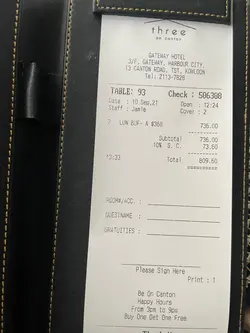 three
on canton
GATEWAY HOTEL
3/F, GATEWAY, HARBOUR CITY,
13 CANTON ROAD, TST, KOWLOON
Tel: 2113-7828
TABLE: 93 Check : 506308
Date : 10 Sep,21 Open : 12:24
Staff : Jamie Cover : 2
2 LUN BUF- A $368 736.00
Subtotal 736.00
10% S. C. 73.60
13:33 Total 809.60
ROOM#/ACC. :
GUESTNAME :
GRATUITIES :
Please Sign Here
Print : 1
Be On Canton
Happy Hours
From 3pm to 9pm
Buy One Get One Free